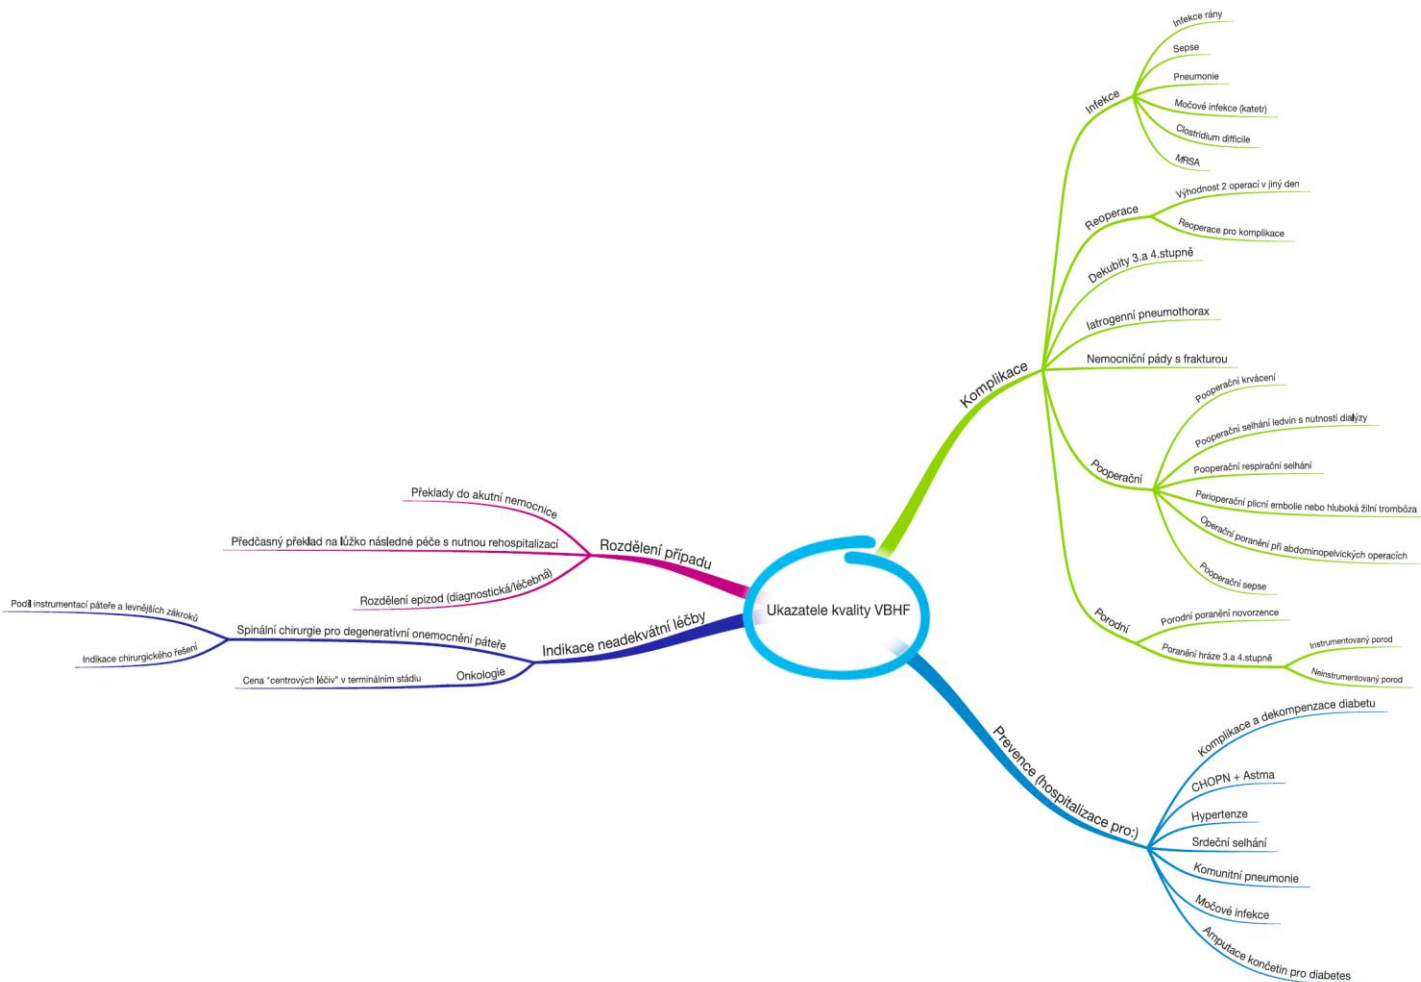 Ukazatele kvality VBHF
Komplikace
Infekce
Infekce rány
Sepse
Pneumonie
Močové infekce (katetr)
Clostridium difficile
MRSA
Reoperace
Výhodnost 2 operací v jiný den
Reoperace pro komplikace
Dekubity 3.a 4.stupně
Iatrogenní pneumothorax
Nemocniční pády s frakturou
Pooperační
Pooperační krvácení
Pooperační selhání ledvin s nutností dialýzy
Pooperační respirační selhání
Perioperační plicní embolie nebo hluboká žilní trombóza
Operační poranění při abdominopelvických operacích
Pooperační sepse
Porodní
Porodní poranění novorzence
Poranění hráze 3.a 4.stupně
Instrumentovaný porod
Neinstrumentovaný porod
Prevence (hospitalizace pro:)
Komplikace a dekompenzace diabetu
CHOPN + Astma
Hypertenze
Srdeční selhání
Komunitní pneumonie
Močové infekce
Amputace končetin pro diabetes
Rozdělení případu
Překlady do akutní nemocnice
Předčasný překlad na lůžko následné péče s nutnou rehospitalizací
Rozdělení epizod (diagnostická/léčebná)
Indikace neadekvátní léčby
Spinální chirurgie pro degenerativní onemocnění páteře
Podíl instrumentací páteře a levnějších zákroků
Indikace chirurgického řešení
Onkologie
Cena "centrových léčiv" v terminálním stádiu